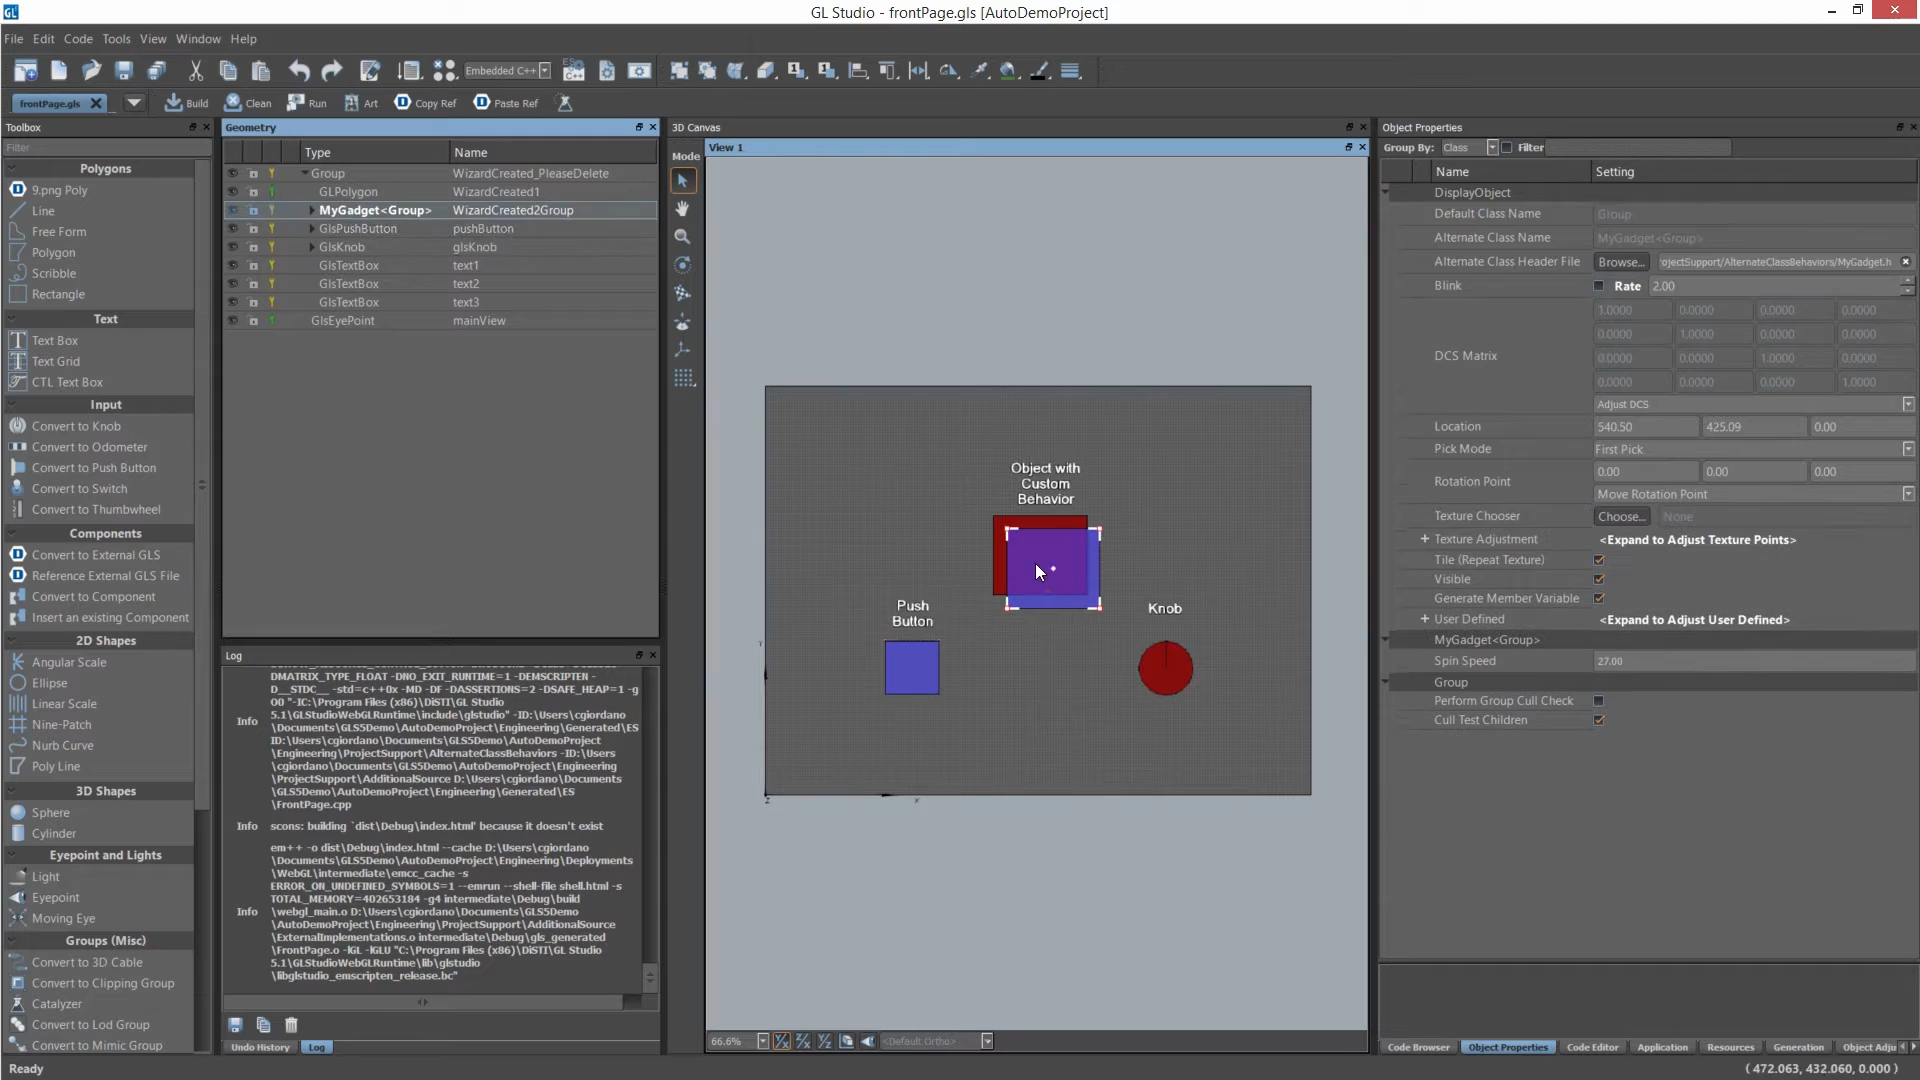 GL Studio - frontPage.gls [AutoDemoProject]
File Edit Code Tools View Window Help
Embedded C++
frontPage.gls
Build
Clean
Run
Art
Copy Ref
Paste Ref
Toolbox
Filter
Polygons
9.png Poly
Line
Free Form
Polygon
Scribble
Rectangle
Text
Text Box
Text Grid
CTL Text Box
Input
Convert to Knob
Convert to Odometer
Convert to Push Button
Convert to Switch
Convert to Thumbwheel
Components
Convert to External GLS
Reference External GLS File
Convert to Component
Insert an existing Component
2D Shapes
Angular Scale
Ellipse
Linear Scale
Nine-Patch
Nurb Curve
Poly Line
3D Shapes
Sphere
Cylinder
Eyepoint and Lights
Light
Eyepoint
Moving Eye
Groups (Misc)
Convert to 3D Cable
Convert to Clipping Group
Catalyzer
Convert to Lod Group
Convert to Mimic Group
Ready
Geometry
Type Name
Group WizardCreated_PleaseDelete
GLPolygon WizardCreated1
MyGadget<Group> WizardCreated2Group
GlsPushButton pushButton
GlsKnob glsKnob
GlsTextBox text1
GlsTextBox text2
GlsTextBox text3
GlsEyePoint mainView
Log
DMATRIX_TYPE_FLOAT -DNO_EXIT_RUNTIME=1 -DEMSCRIPTEN -
D__STDC__ -std=c++0x -MD -DF -DASSERTIONS=2 -DSAFE_HEAP=1 -g
Info
O0 "-IC:\Program Files (x86)\DiSTI\GL Studio
5.1\GLStudioWebGLRuntime\include\glstudio" -ID:\Users\cgiordano
\Documents\GLS5Demo\AutoDemoProject\Engineering\Generated\ES
ID:\Users\cgiordano\Documents\GLS5Demo\AutoDemoProject
\Engineering\ProjectSupport\AlternateClassBehaviors -ID:\Users
\cgiordano\Documents\GLS5Demo\AutoDemoProject\Engineering
\ProjectSupport\AdditionalSource D:\Users\cgiordano\Documents
\GLS5Demo\AutoDemoProject\Engineering\Generated\ES
\FrontPage.cpp
Info scons: building `dist\Debug\index.html' because it doesn't exist
em++ -o dist\Debug\index.html --cache D:\Users\cgiordano
\Documents\GLS5Demo\AutoDemoProject\Engineering\Deployments
\WebGL\intermediate\emcc_cache -s
ERROR_ON_UNDEFINED_SYMBOLS=1 --emrun --shell-file shell.html -s
TOTAL_MEMORY=402653184 -g4 intermediate\Debug\build
Info
\webgl_main.o D:\Users\cgiordano\Documents\GLS5Demo
\AutoDemoProject\Engineering\ProjectSupport\AdditionalSource
\ExternalImplementations.o intermediate\Debug\gls_generated
\FrontPage.o -lGL -lGLU "C:\Program Files (x86)\DiSTI\GL Studio
5.1\GLStudioWebGLRuntime\lib\glstudio
\libglstudio_emscripten_release.bc"
Undo History Log
3D Canvas
Mode
View 1
Object with
Custom
Behavior
Push
Button
Knob
Y
Z
X
66.6%
<Default Ortho>
Object Properties
Group By: Class Filter
Name Setting
DisplayObject
Default Class Name Group
Alternate Class Name MyGadget<Group>
Alternate Class Header File Browse... ojectSupport/AlternateClassBehaviors/MyGadget.h
Blink Rate 2.00
1.0000 0.0000 0.0000 0.0000
0.0000 1.0000 0.0000 0.0000
DCS Matrix
0.0000 0.0000 1.0000 0.0000
0.0000 0.0000 0.0000 1.0000
Adjust DCS
Location 540.50 425.09 0.00
Pick Mode First Pick
0.00 0.00 0.00
Rotation Point
Move Rotation Point
Texture Chooser Choose... None
Texture Adjustment <Expand to Adjust Texture Points>
Tile (Repeat Texture)
Visible
Generate Member Variable
User Defined <Expand to Adjust User Defined>
MyGadget<Group>
Spin Speed 27.00
Group
Perform Group Cull Check
Cull Test Children
Code Browser Object Properties Code Editor Application Resources Generation Object Adju
( 472.063, 432.060, 0.000 )